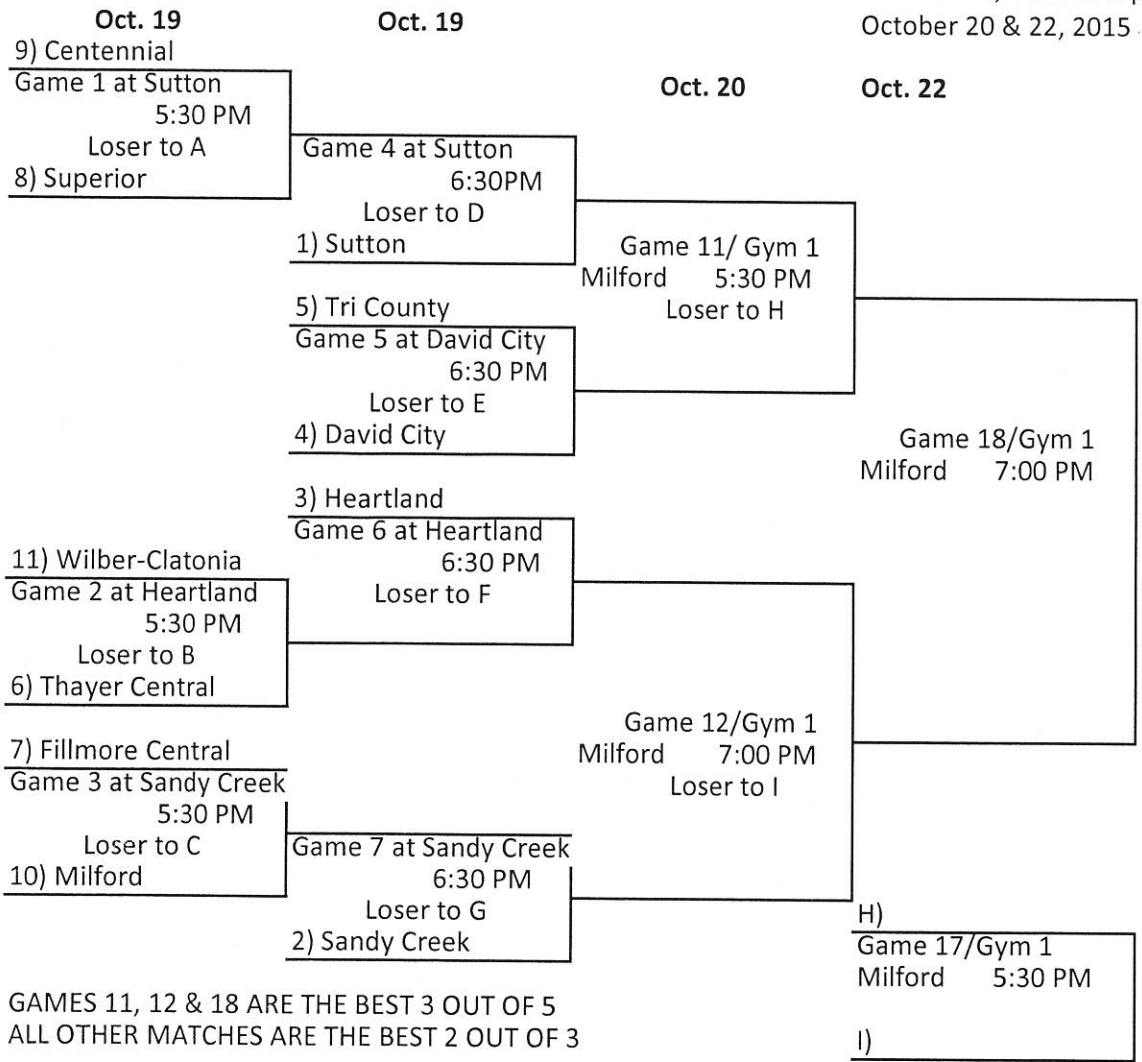 Oct. 19
Oct. 19
October 20 & 22, 2015
Oct. 20
Oct. 22
9) Centennial
Game 1 at Sutton
5:30 PM
Loser to A
8) Superior
Game 4 at Sutton
6:30PM
Loser to D
1) Sutton
5) Tri County
Game 5 at David City
6:30 PM
Loser to E
4) David City
3) Heartland
Game 6 at Heartland
6:30 PM
Loser to F
11) Wilber-Clatonia
Game 2 at Heartland
5:30 PM
Loser to B
6) Thayer Central
7) Fillmore Central
Game 3 at Sandy Creek
5:30 PM
Loser to C
10) Milford
Game 7 at Sandy Creek
6:30 PM
Loser to G
2) Sandy Creek
Game 11/ Gym 1
Milford 5:30 PM
Loser to H
Game 12/Gym 1
Milford 7:00 PM
Loser to I
Game 18/Gym 1
Milford 7:00 PM
H)
Game 17/Gym 1
Milford 5:30 PM
I)
GAMES 11, 12 & 18 ARE THE BEST 3 OUT OF 5
ALL OTHER MATCHES ARE THE BEST 2 OUT OF 3